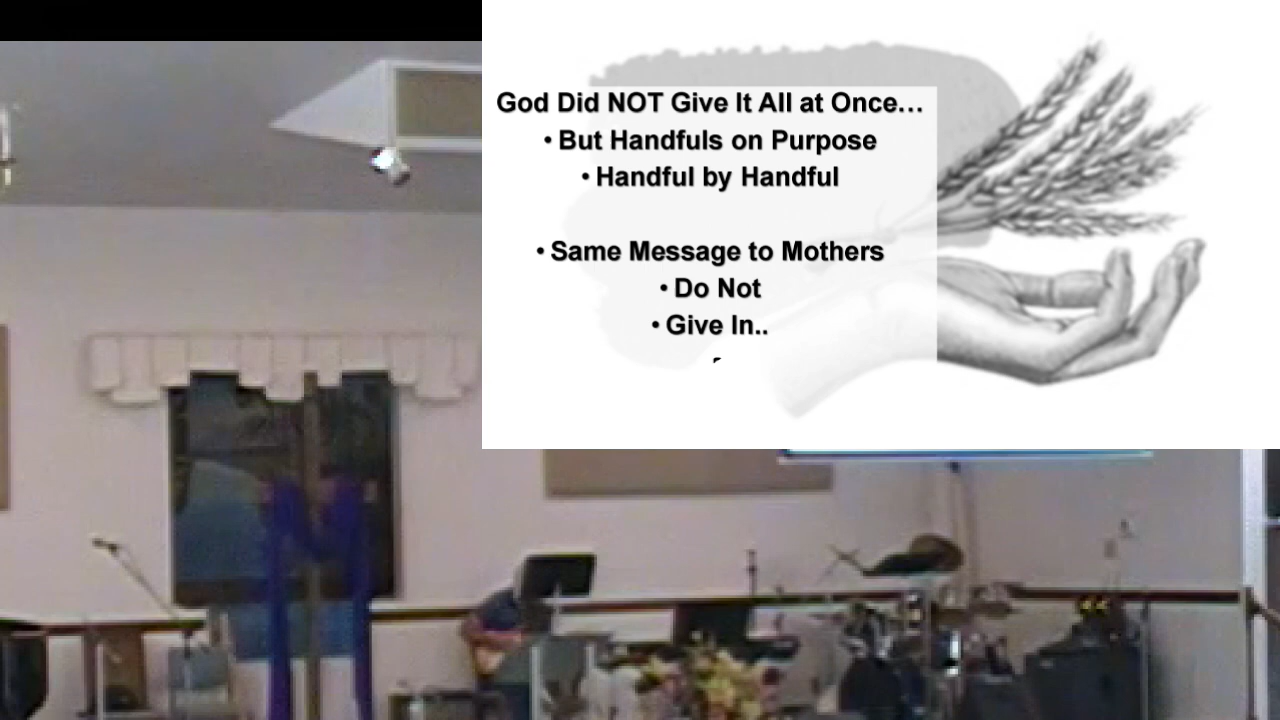 God Did NOT Give It All at Once…
• But Handfuls on Purpose
• Handful by Handful
• Same Message to Mothers
• Do Not
• Give In..